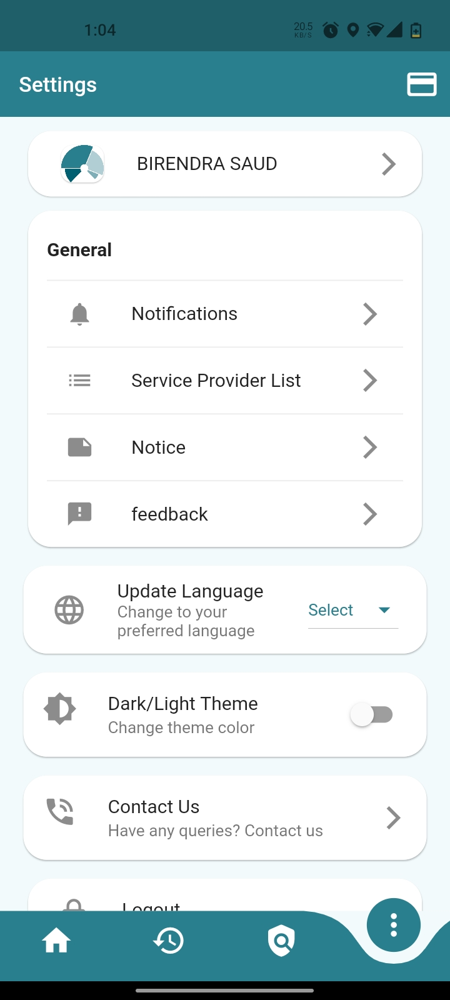 1:04
20.5
KB/S
Settings
BIRENDRA SAUD
General
Notifications
Service Provider List
Notice
feedback
Update Language
Change to your
preferred language
Select
Dark/Light Theme
Change theme color
Contact Us
Have any queries? Contact us
Logout